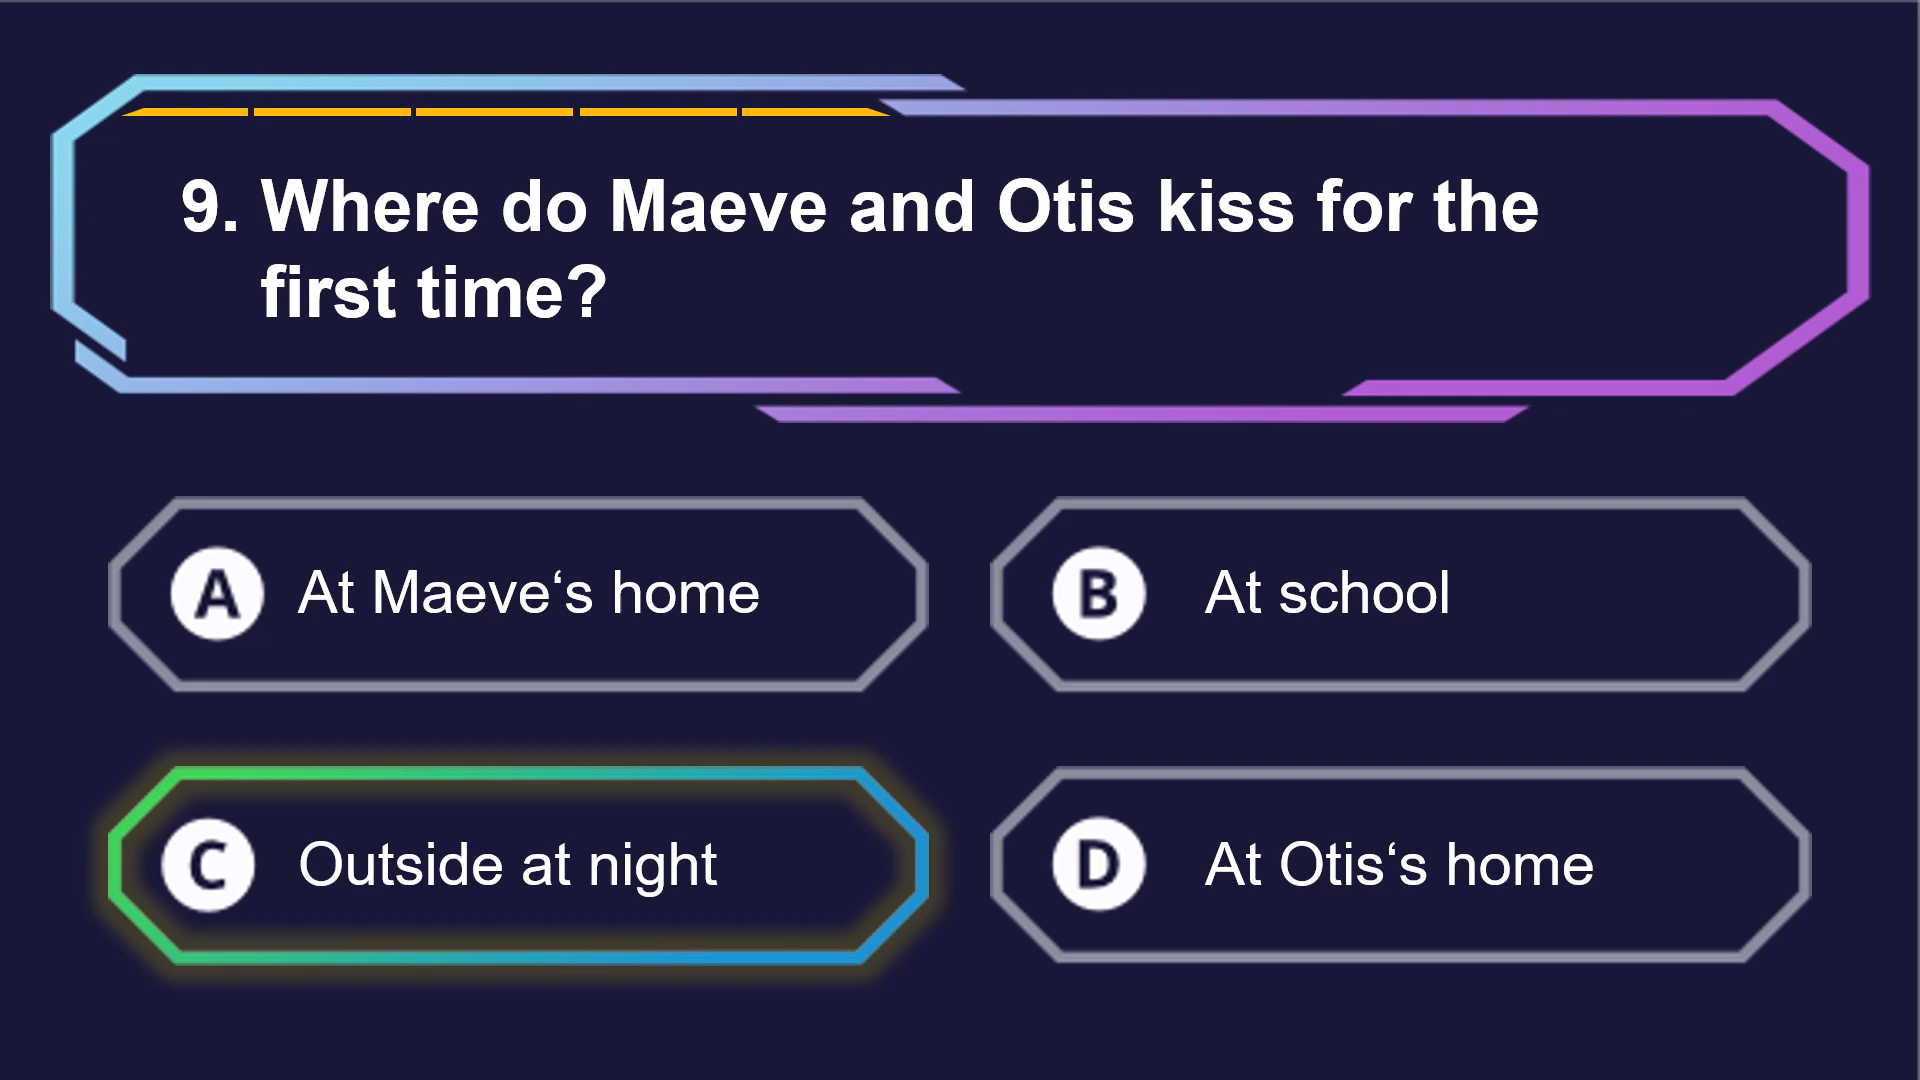 9. Where do Maeve and Otis kiss for the
first time?
A At Maeve‘s home
B At school
C Outside at night
D At Otis‘s home